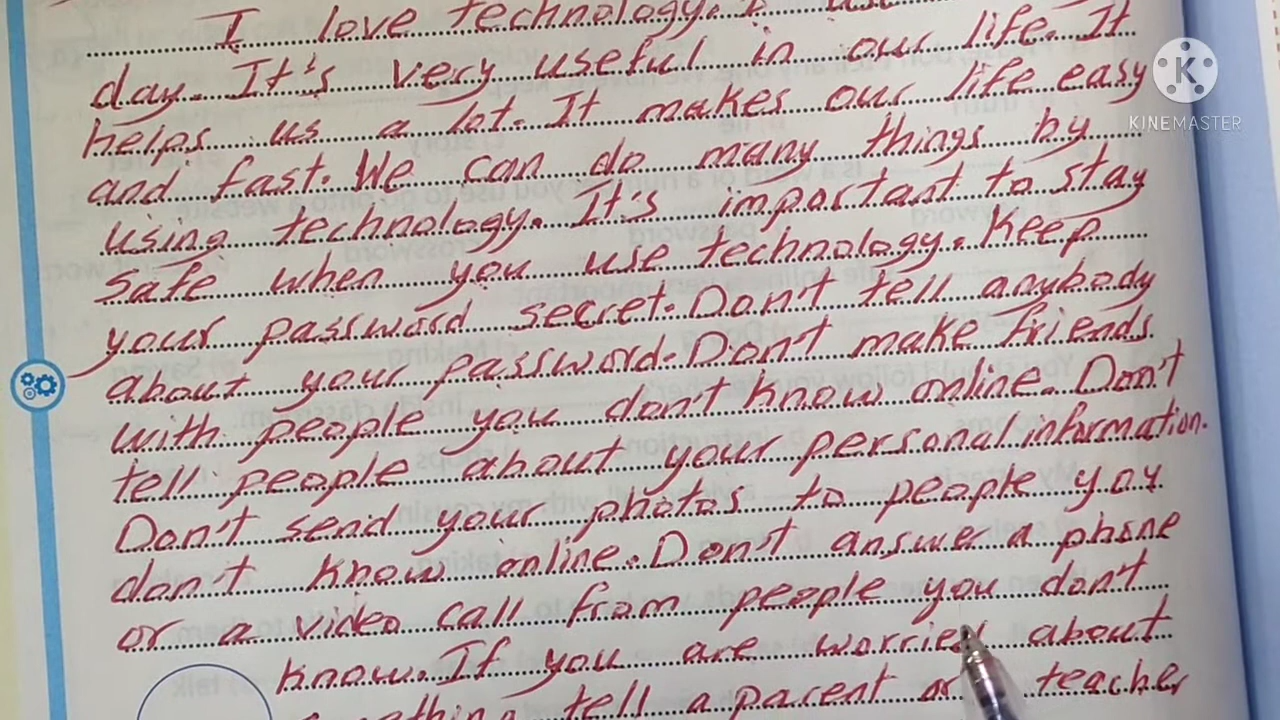 I love technology. I use
day. It's very useful in our life. It
helps us a lot. It makes our life easy
and fast. We can do many things by
using technology. It's important to stay
safe when you use technology. Keep
your password secret. Don't tell anybody
about your password. Don't make friends
with people you don't know online. Don't
tell people about your personal information.
Don't send your photos to people you
don't know online. Don't answer a phone
or a video call from people you don't
know. If you are worried about
something tell a parent or teacher
K
KINEMASTER